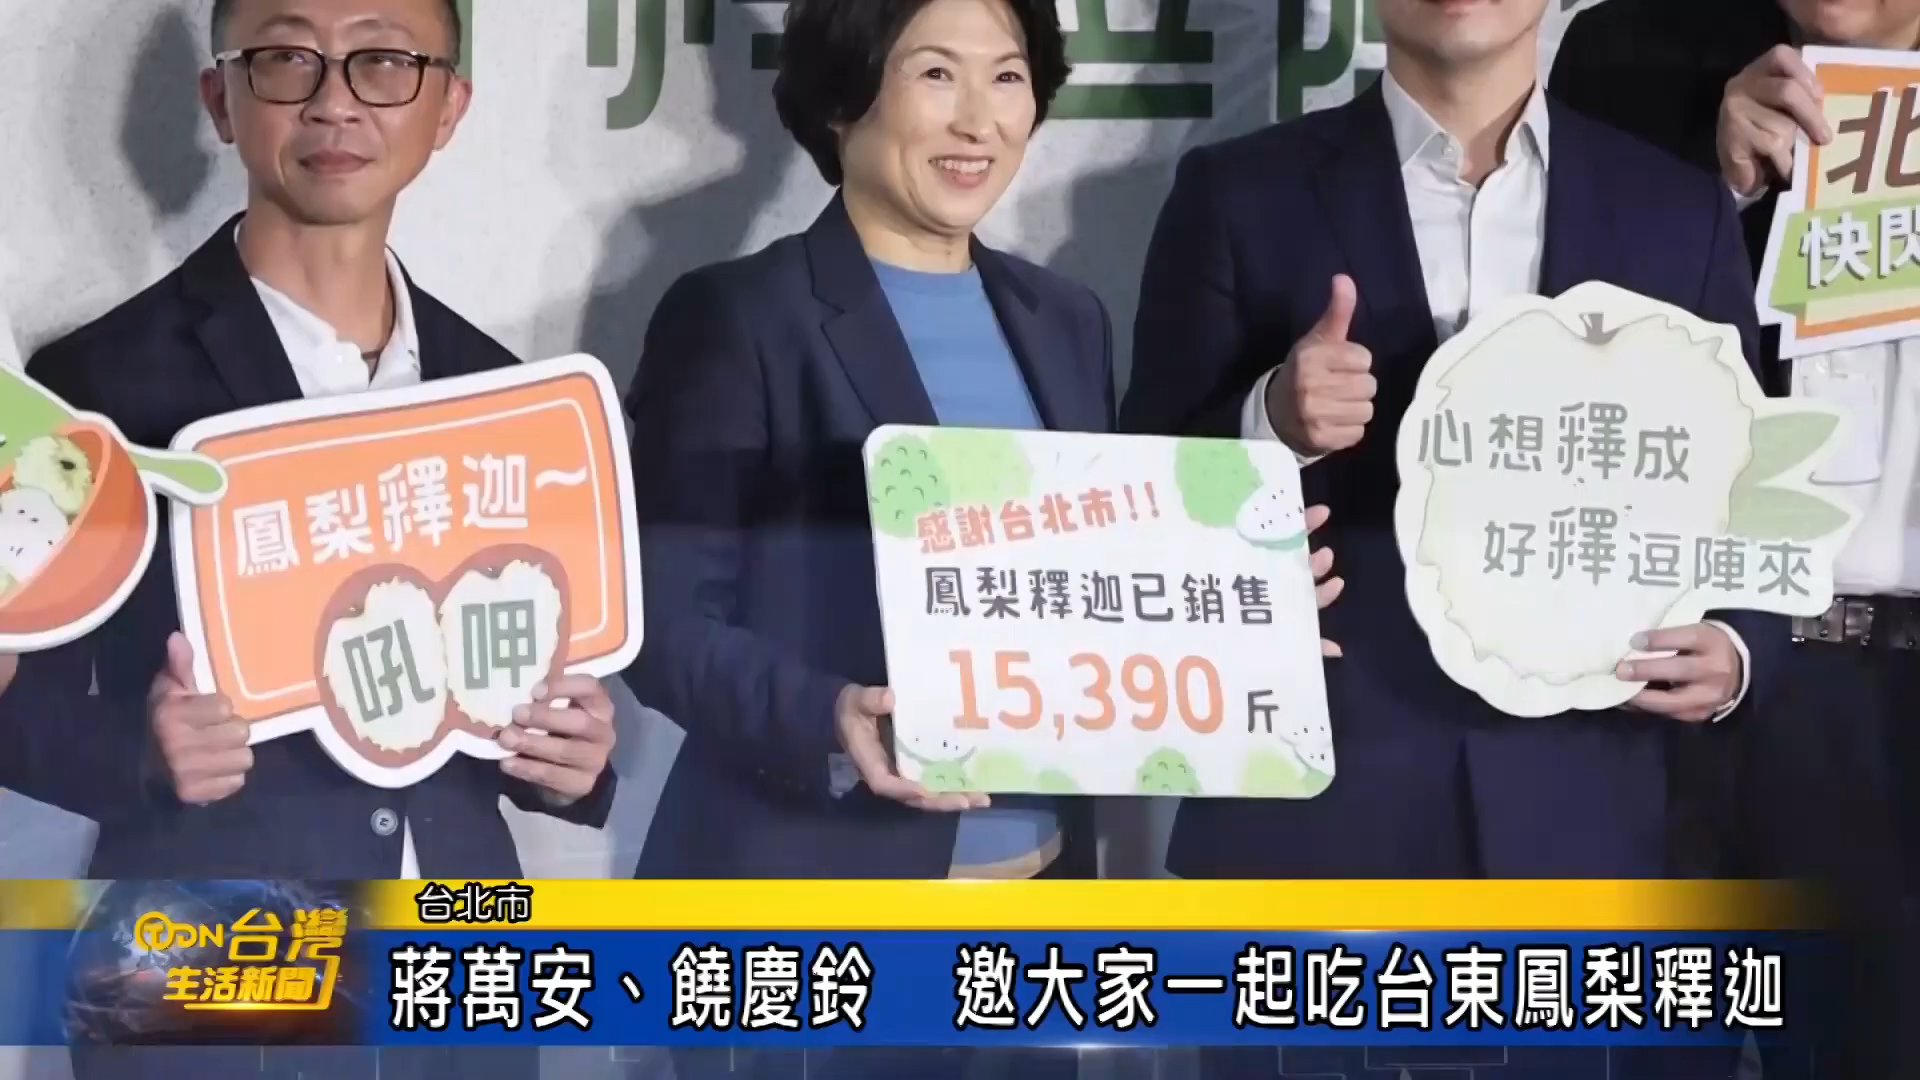 北
快閃
鳳梨釋迦~
吼呷
感謝台北市!!
鳳梨釋迦已銷售
15,390斤
心想釋成
好釋逗陣來
台北市
TDN台灣
生活新聞
蔣萬安、饒慶鈴 邀大家一起吃台東鳳梨釋迦